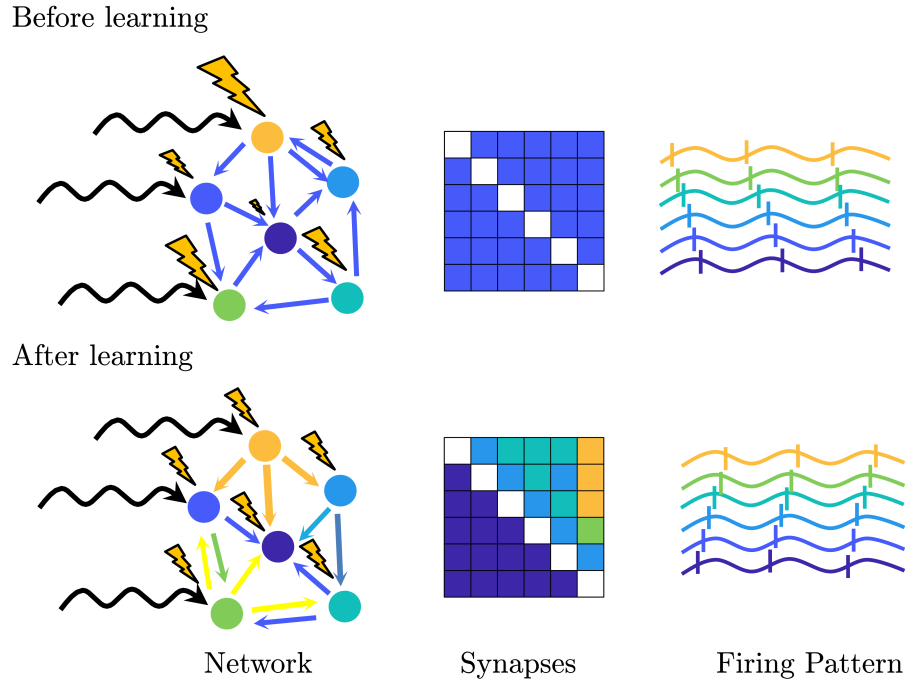 Before learning
After learning
Network
Synapses
Firing Pattern